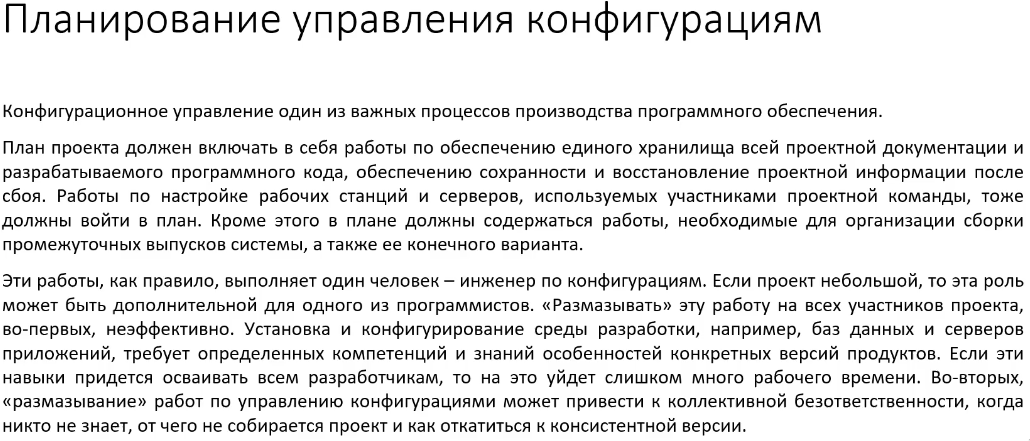 Планирование управления конфигурациям
Конфигурационное управление один из важных процессов производства программного обеспечения.
План проекта должен включать в себя работы по обеспечению единого хранилища всей проектной документации и
разрабатываемого программного кода, обеспечению сохранности и восстановление проектной информации после
сбоя. Работы по настройке рабочих станций и серверов, используемых участниками проектной команды, тоже
должны войти в план. Кроме этого в плане должны содержаться работы, необходимые для организации сборки
промежуточных выпусков системы, а также ее конечного варианта.
Эти работы, как правило, выполняет один человек – инженер по конфигурациям. Если проект небольшой, то эта роль
может быть дополнительной для одного из программистов. «Размазывать» эту работу на всех участников проекта,
во-первых, неэффективно. Установка и конфигурирование среды разработки, например, баз данных и серверов
приложений, требует определенных компетенций и знаний особенностей конкретных версий продуктов. Если эти
навыки придется осваивать всем разработчикам, то на это уйдет слишком много рабочего времени. Во-вторых,
«размазывание» работ по управлению конфигурациями может привести к коллективной безответственности, когда
никто не знает, от чего не собирается проект и как откатиться к консистентной версии.